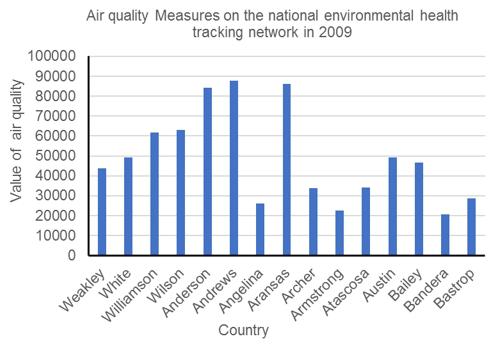 Air quality Measures on the national environmental health
tracking network in 2009
100000
90000
80000
70000
60000
50000
40000
30000
20000
10000
0
Value of air quality
Weakley
White
Williamson
Wilson
Anderson
Andrews
Angelina
Aransas
Archer
Armstrong
Atascosa
Austin
Bailey
Bandera
Bastrop
Country